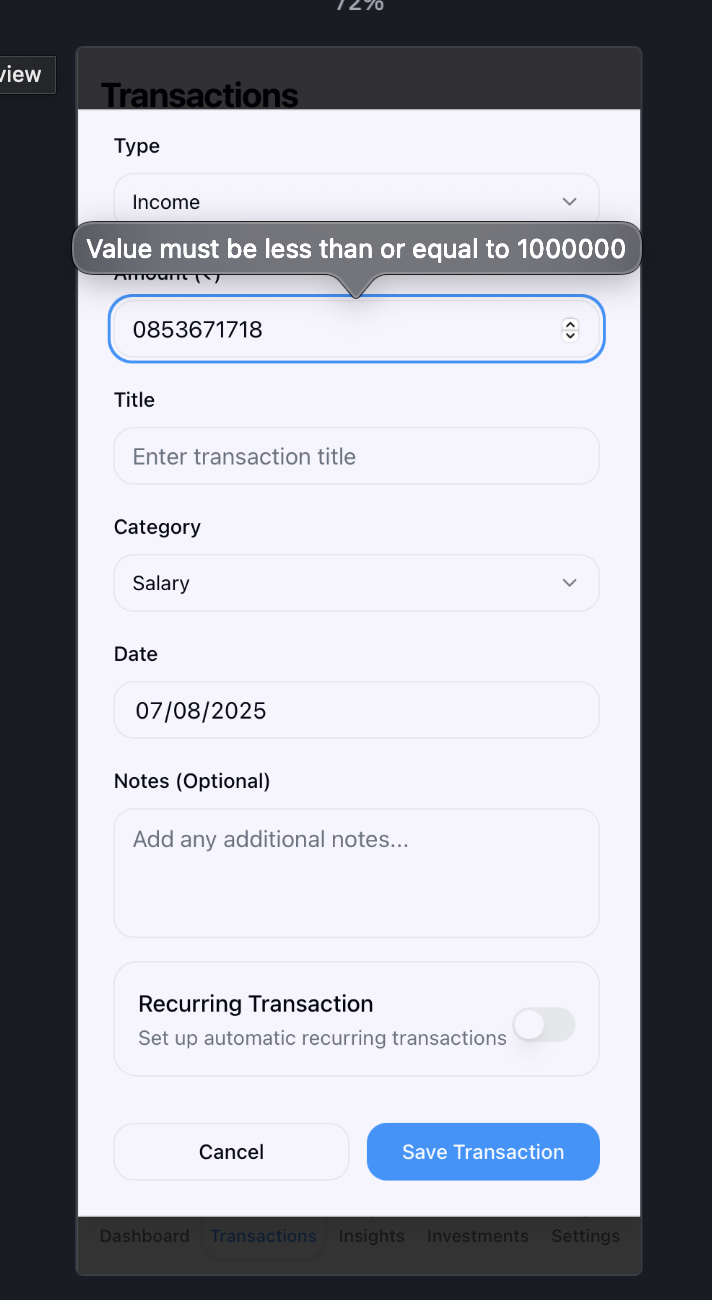 72%
view
Transactions
Type
Income
Value must be less than or equal to 1000000
Amount (₹)
0853671718
Title
Enter transaction title
Category
Salary
Date
07/08/2025
Notes (Optional)
Add any additional notes...
Recurring Transaction
Set up automatic recurring transactions
Cancel
Save Transaction
Dashboard Transactions Insights Investments Settings